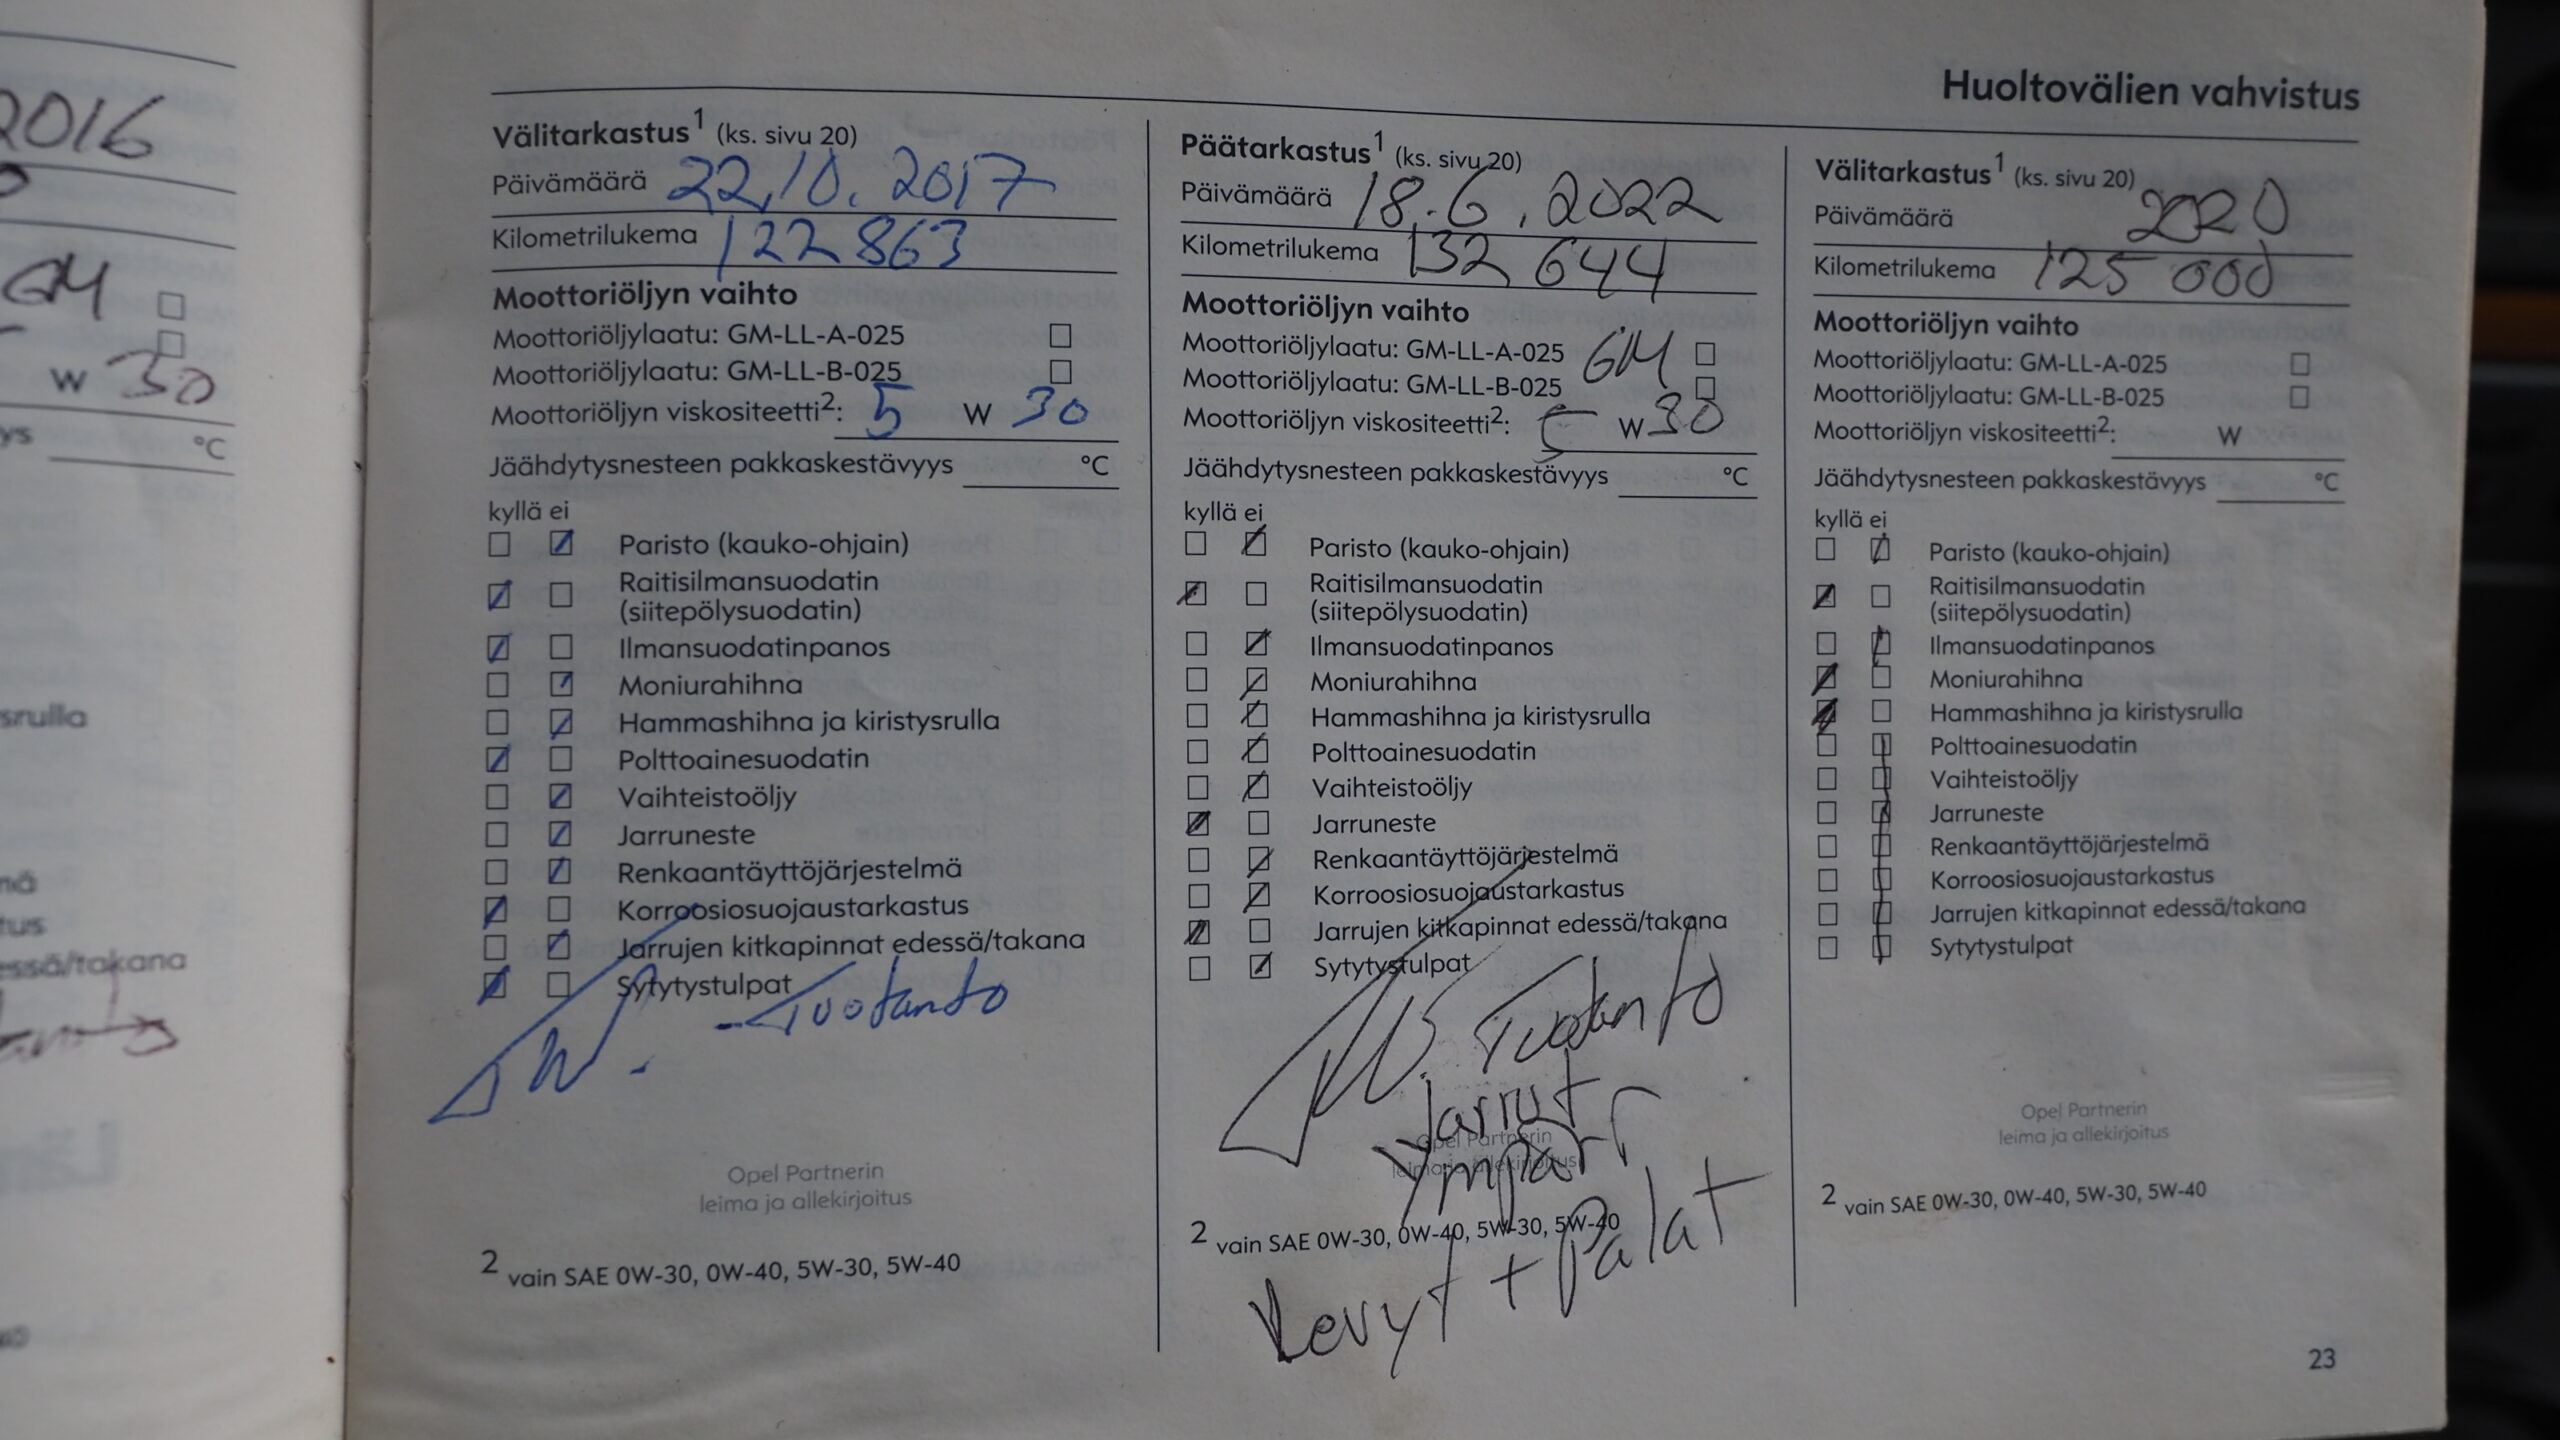 2016
GM
W 30
ys °C
srulla
essä/takana
Huoltovälien vahvistus
Välitarkastus1 (ks. sivu 20)
Päivämäärä 22.10.2017
Kilometrilukema 122 863
Moottoriöljyn vaihto
Moottoriöljylaatu: GM-LL-A-025
Moottoriöljylaatu: GM-LL-B-025
Moottoriöljyn viskositeetti2: 5 W 30
Jäähdytysnesteen pakkaskestävyys °C
kyllä ei
Paristo (kauko-ohjain)
Raitisilmansuodatin
(siitepölysuodatin)
Ilmansuodatinpanos
Moniurahihna
Hammashihna ja kiristysrulla
Polttoainesuodatin
Vaihteistoöljy
Jarruneste
Renkaantäyttöjärjestelmä
Korroosiosuojaustarkastus
Jarrujen kitkapinnat edessä/takana
Sytytystulpat
Tuotanto
Opel Partnerin
leima ja allekirjoitus
2 vain SAE 0W-30, 0W-40, 5W-30, 5W-40
Päätarkastus1 (ks. sivu 20)
Päivämäärä 18.6.2022
Kilometrilukema 132 644
Moottoriöljyn vaihto
Moottoriöljylaatu: GM-LL-A-025 GM
Moottoriöljylaatu: GM-LL-B-025
Moottoriöljyn viskositeetti2: 5 W 30
Jäähdytysnesteen pakkaskestävyys °C
kyllä ei
Paristo (kauko-ohjain)
Raitisilmansuodatin
(siitepölysuodatin)
Ilmansuodatinpanos
Moniurahihna
Hammashihna ja kiristysrulla
Polttoainesuodatin
Vaihteistoöljy
Jarruneste
Renkaantäyttöjärjestelmä
Korroosiosuojaustarkastus
Jarrujen kitkapinnat edessä/takana
Sytytystulpat
Tuotanto
Jarrut
Opel Partnerin
ympäri
leima ja allekirjoitus
2 vain SAE 0W-30, 0W-40, 5W-30, 5W-40
Levyt + Palat
Välitarkastus1 (ks. sivu 20)
Päivämäärä 2020
Kilometrilukema 125 000
Moottoriöljyn vaihto
Moottoriöljylaatu: GM-LL-A-025
Moottoriöljylaatu: GM-LL-B-025
Moottoriöljyn viskositeetti2: W
Jäähdytysnesteen pakkaskestävyys °C
kyllä ei
Paristo (kauko-ohjain)
Raitisilmansuodatin
(siitepölysuodatin)
Ilmansuodatinpanos
Moniurahihna
Hammashihna ja kiristysrulla
Polttoainesuodatin
Vaihteistoöljy
Jarruneste
Renkaantäyttöjärjestelmä
Korroosiosuojaustarkastus
Jarrujen kitkapinnat edessä/takana
Sytytystulpat
Opel Partnerin
leima ja allekirjoitus
2 vain SAE 0W-30, 0W-40, 5W-30, 5W-40
23